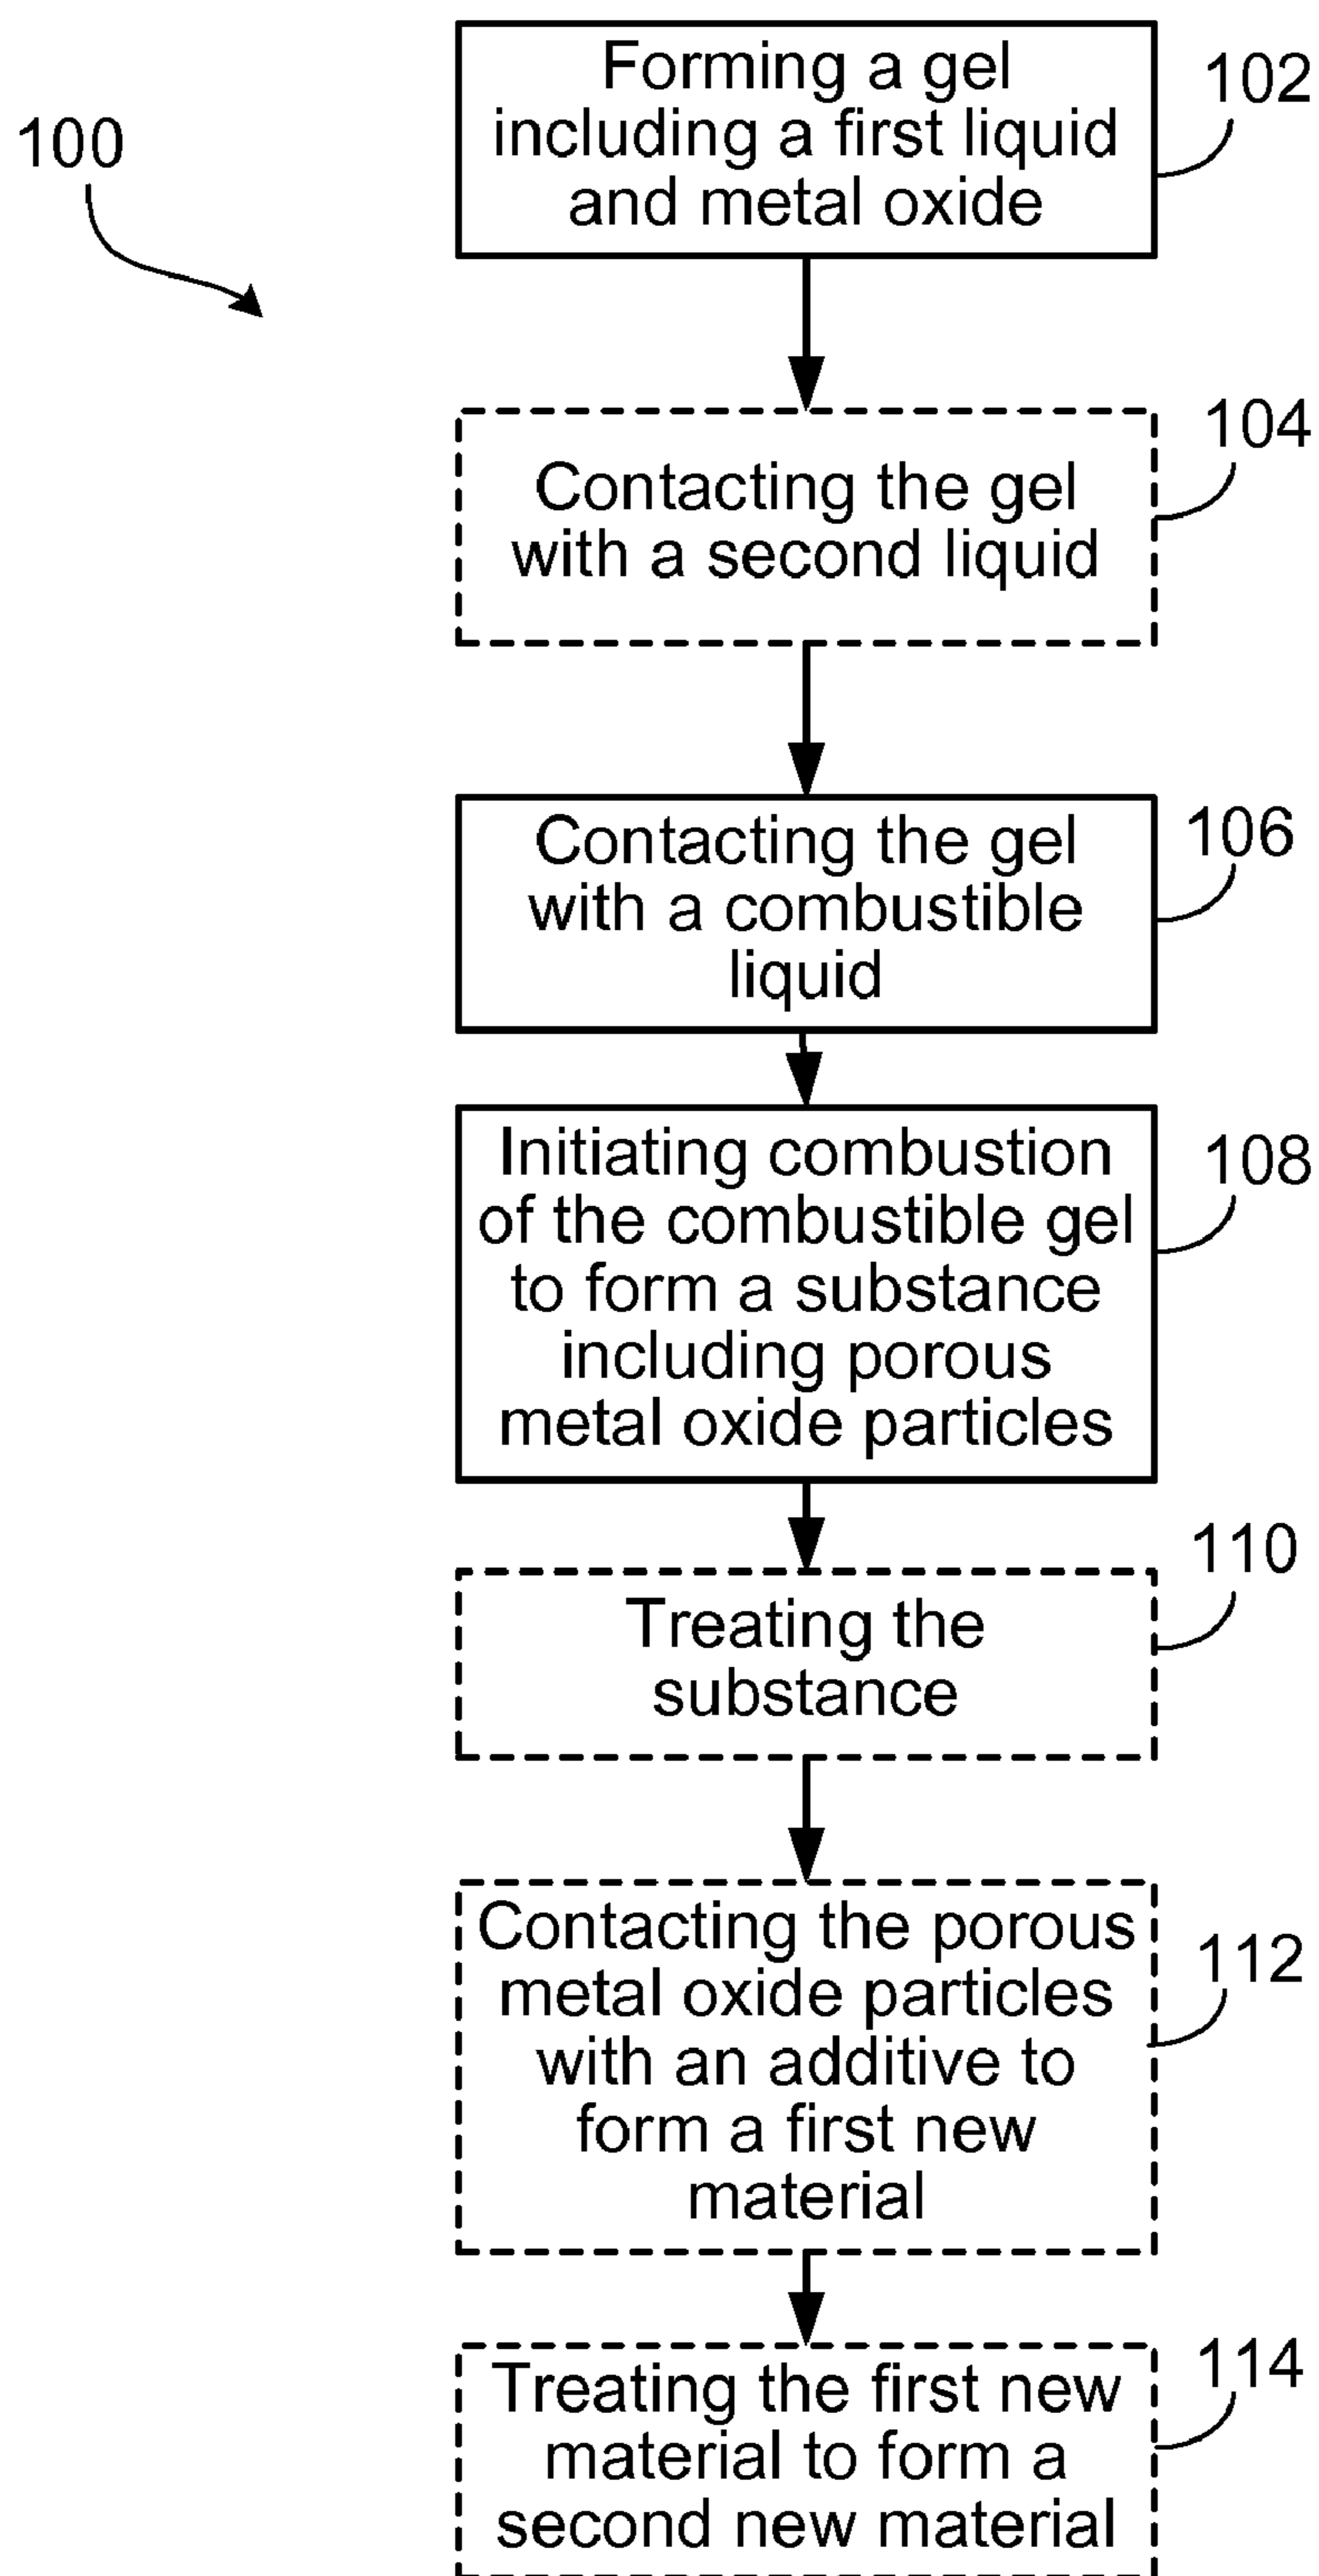 100
Forming a gel
including a first liquid
and metal oxide
102
Contacting the gel
with a second liquid
104
Contacting the gel
with a combustible
liquid
106
Initiating combustion
of the combustible gel
to form a substance
including porous
metal oxide particles
108
Treating the
substance
110
Contacting the porous
metal oxide particles
with an additive to
form a first new
material
112
Treating the first new
material to form a
second new material
114